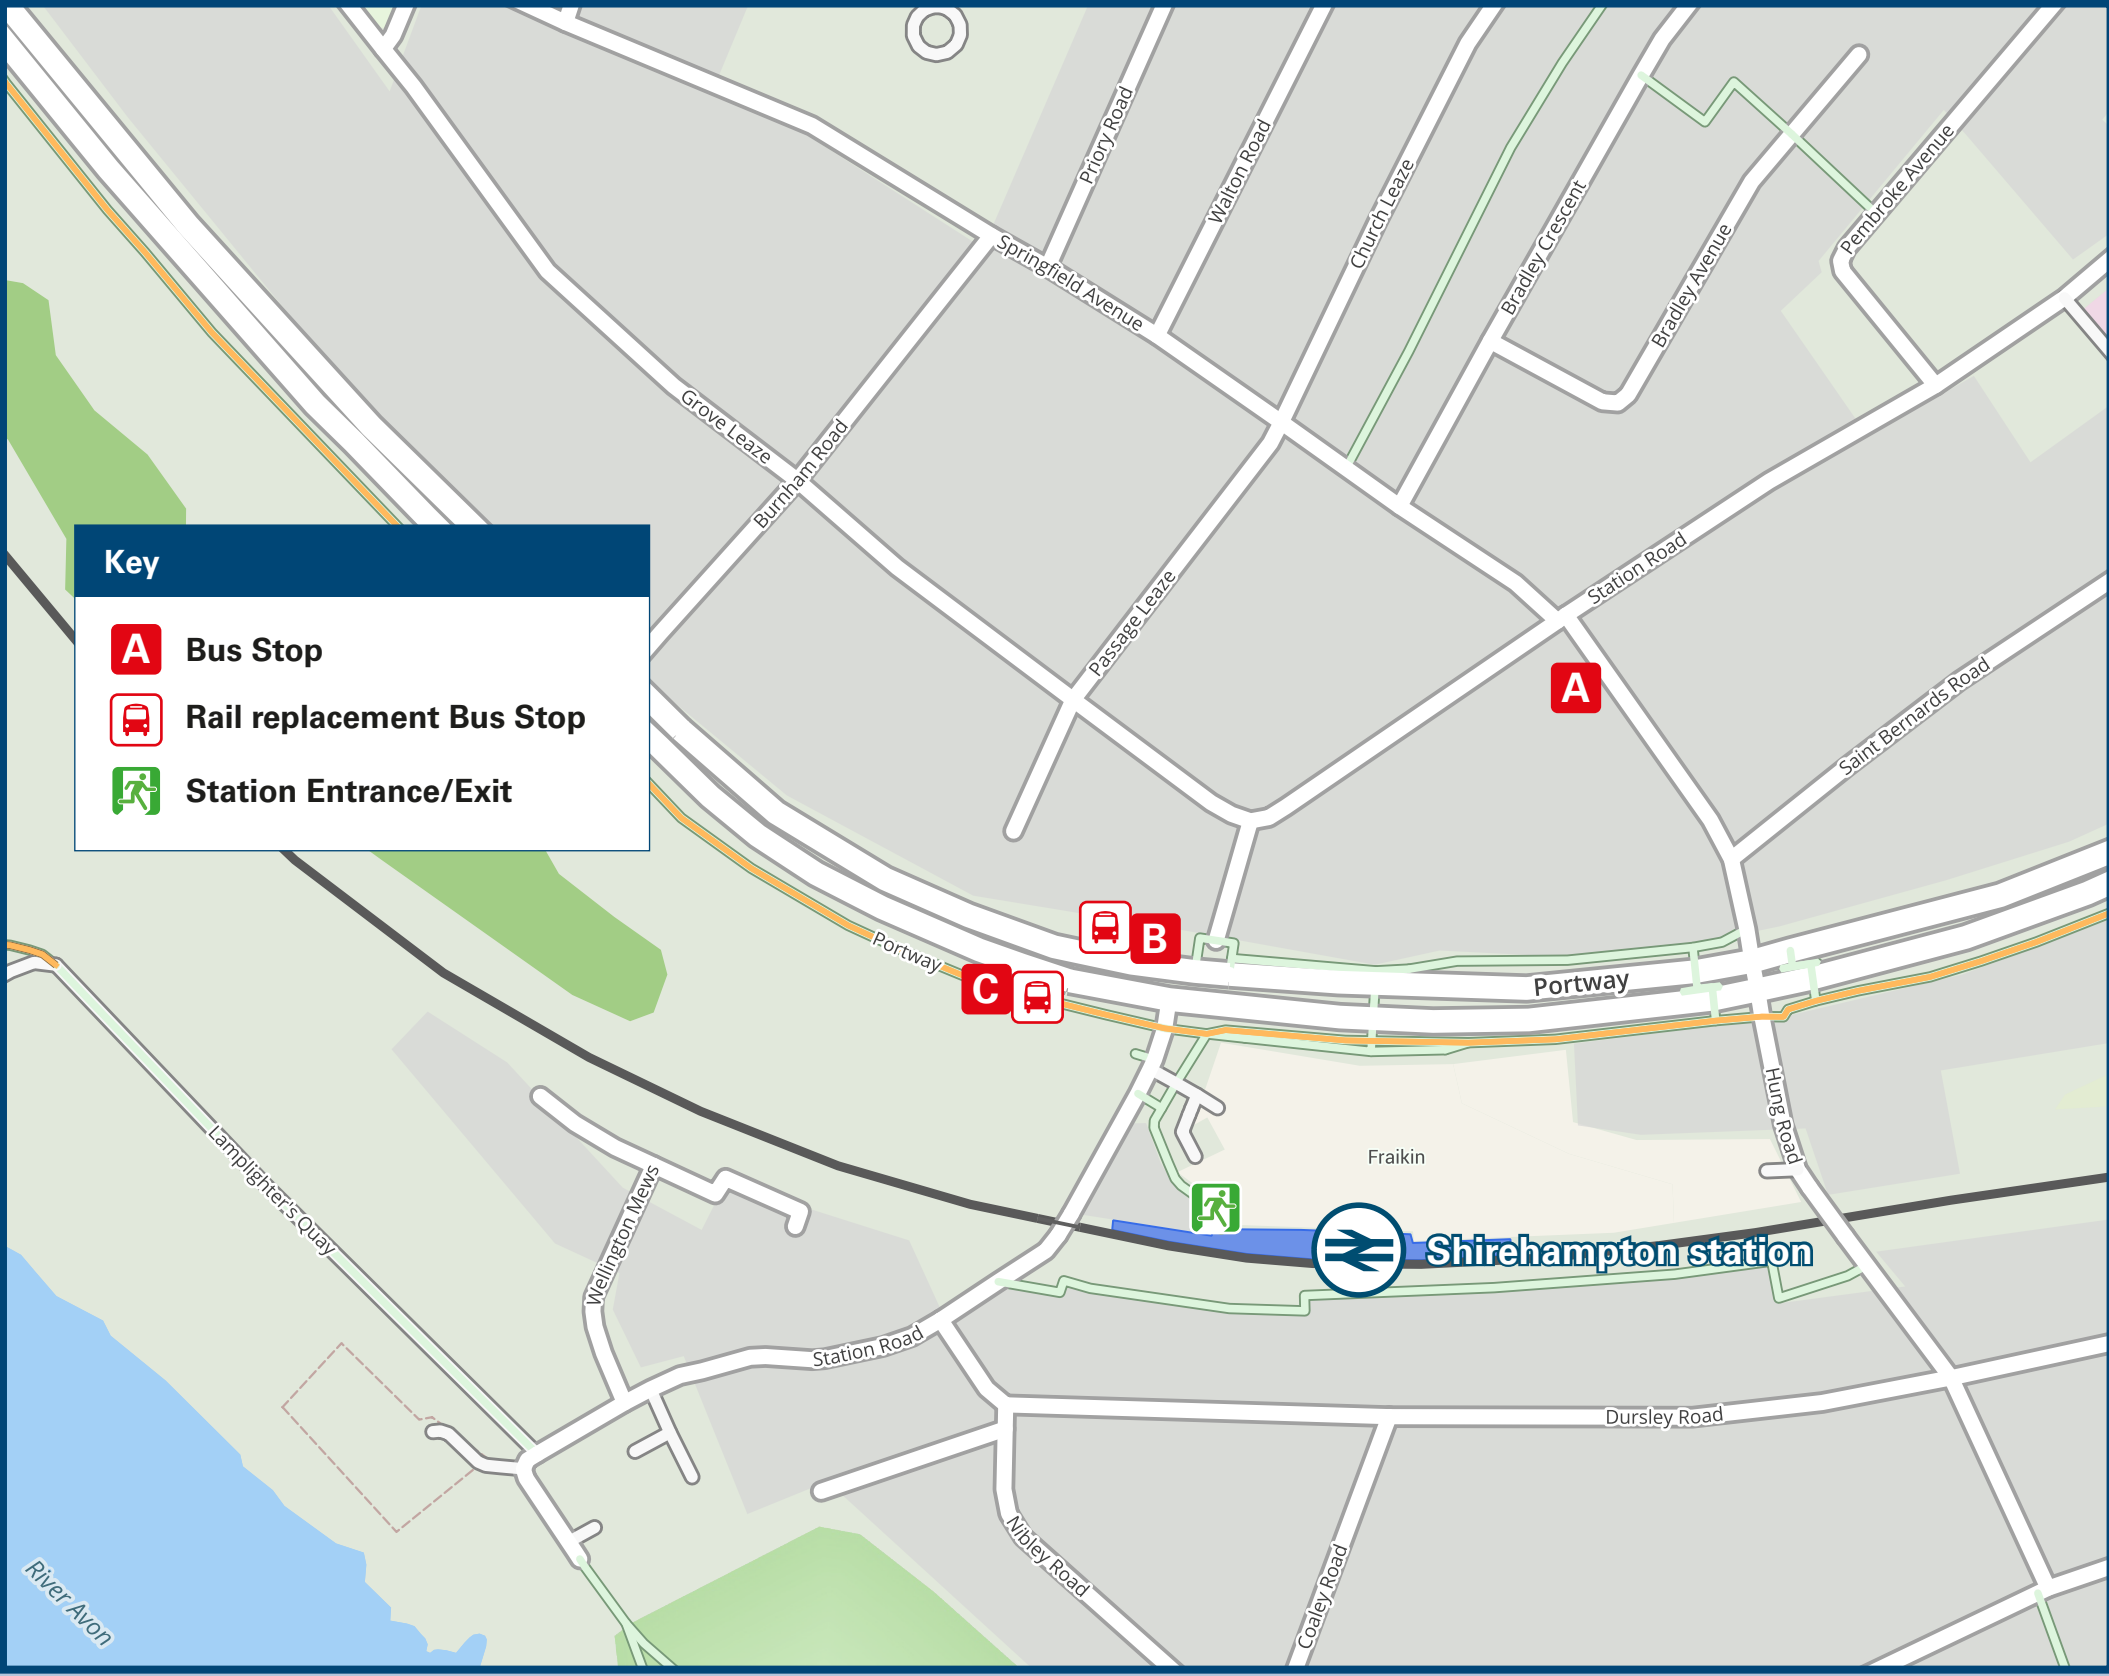 Priory Road
Walton Road
Church Leaze
Bradley Crescent
Bradley Avenue
Pembroke Avenue
Springfield Avenue
Grove Leaze
Burnham Road
Passage Leaze
Station Road
Saint Bernards Road
Key
A Bus Stop
Rail replacement Bus Stop
Station Entrance/Exit
A
B
C
Portway
Portway
Hung Road
Fraikin
Shirehampton station
Lamplighter's Quay
Wellington Mews
Station Road
Dursley Road
Nibley Road
Coaley Road
River Avon